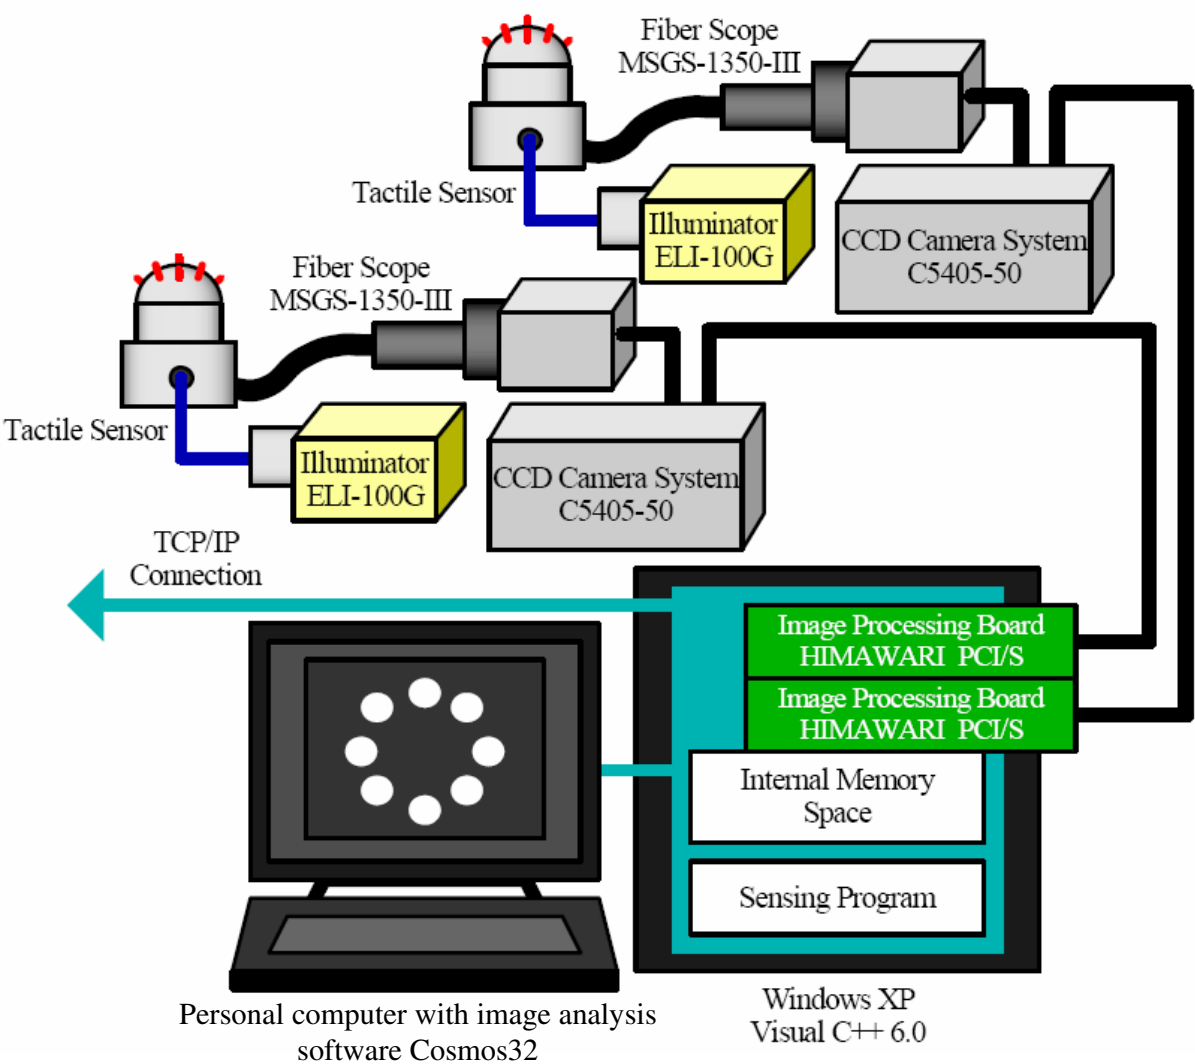 Fiber Scope
MSGS-1350-III
Tactile Sensor
Illuminator
ELI-100G
CCD Camera System
C5405-50
Fiber Scope
MSGS-1350-III
Tactile Sensor
Illuminator
ELI-100G
CCD Camera System
C5405-50
TCP/IP
Connection
Image Processing Board
HIMAWARI PCI/S
Image Processing Board
HIMAWARI PCI/S
Internal Memory
Space
Sensing Program
Personal computer with image analysis
software Cosmos32
Windows XP
Visual C++ 6.0